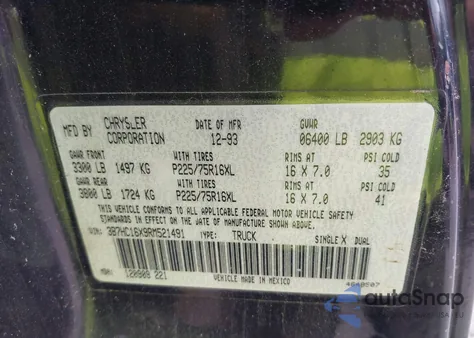 MFD BY CHRYSLER CORPORATION DATE OF MFR 12-93 GVWR 06400 LB 2903 KG
GAWR FRONT WITH TIRES RIMS AT PSI COLD
3300 LB 1497 KG P225/75R16XL 16 X 7.0 35
GAWR REAR WITH TIRES RIMS AT PSI COLD
3800 LB 1724 KG P225/75R16XL 16 X 7.0 41
THIS VEHICLE CONFORMS TO ALL APPLICABLE FEDERAL MOTOR VEHICLE SAFETY
STANDARDS IN EFFECT ON THE DATE OF MANUFACTURE SHOWN ABOVE.
VIN: 3B7HC16X9RM521491 TYPE: TRUCK SINGLE X DUAL
MDH: 120908 221 VEHICLE MADE IN MEXICO 4648507
autoSnap